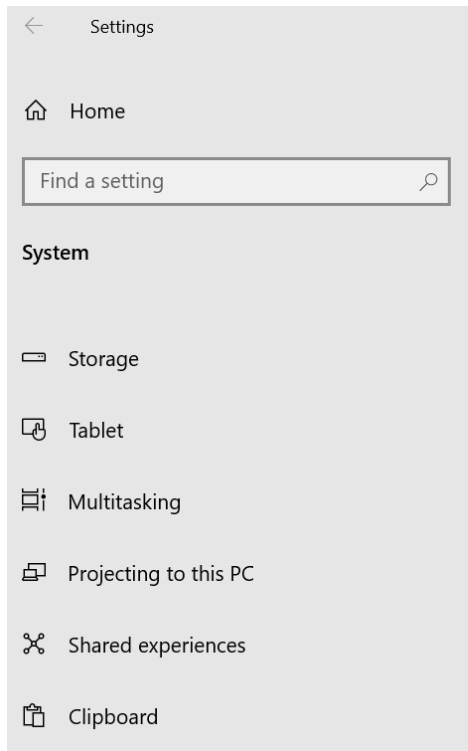 Settings
Home
Find a setting
System
Storage
Tablet
Multitasking
Projecting to this PC
Shared experiences
Clipboard